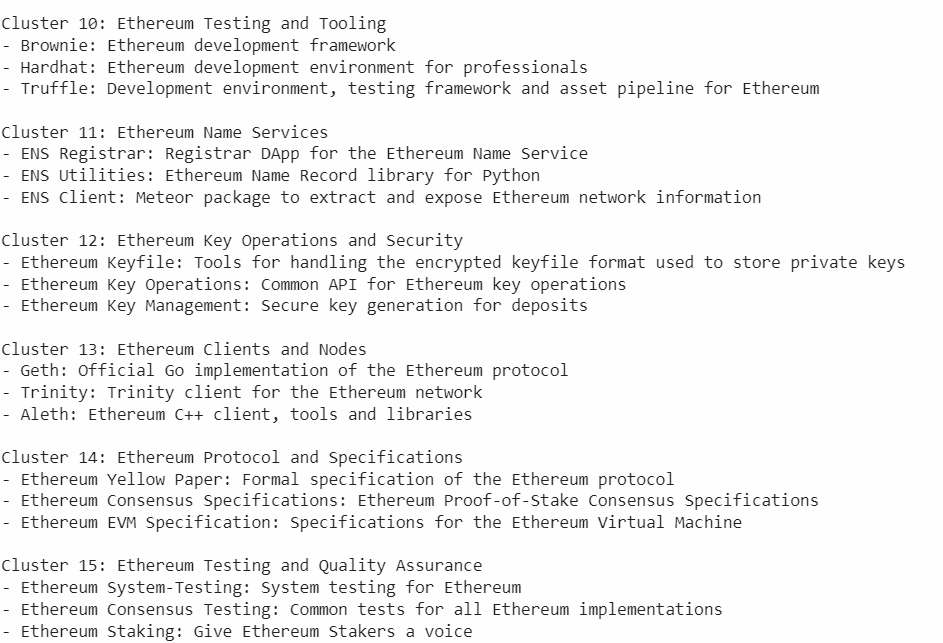 Cluster 10: Ethereum Testing and Tooling
- Brownie: Ethereum development framework
- Hardhat: Ethereum development environment for professionals
- Truffle: Development environment, testing framework and asset pipeline for Ethereum
Cluster 11: Ethereum Name Services
- ENS Registrar: Registrar DApp for the Ethereum Name Service
- ENS Utilities: Ethereum Name Record library for Python
- ENS Client: Meteor package to extract and expose Ethereum network information
Cluster 12: Ethereum Key Operations and Security
- Ethereum Keyfile: Tools for handling the encrypted keyfile format used to store private keys
- Ethereum Key Operations: Common API for Ethereum key operations
- Ethereum Key Management: Secure key generation for deposits
Cluster 13: Ethereum Clients and Nodes
- Geth: Official Go implementation of the Ethereum protocol
- Trinity: Trinity client for the Ethereum network
- Aleth: Ethereum C++ client, tools and libraries
Cluster 14: Ethereum Protocol and Specifications
- Ethereum Yellow Paper: Formal specification of the Ethereum protocol
- Ethereum Consensus Specifications: Ethereum Proof-of-Stake Consensus Specifications
- Ethereum EVM Specification: Specifications for the Ethereum Virtual Machine
Cluster 15: Ethereum Testing and Quality Assurance
- Ethereum System-Testing: System testing for Ethereum
- Ethereum Consensus Testing: Common tests for all Ethereum implementations
- Ethereum Staking: Give Ethereum Stakers a voice